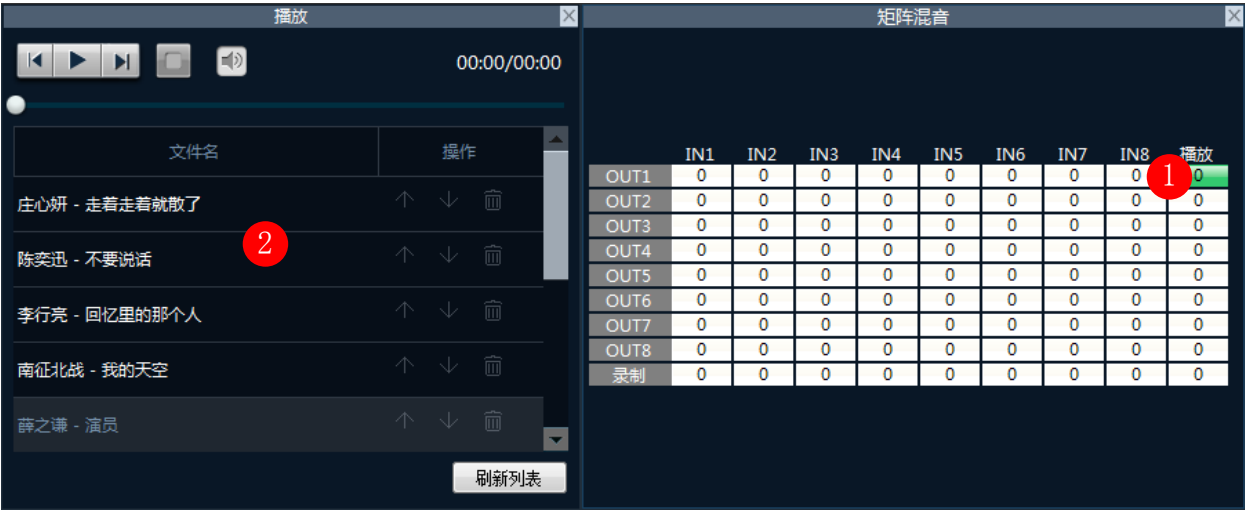 播放
00:00/00:00
文件名 操作
庄心妍 - 走着走着就散了
2
陈奕迅 - 不要说话
李行亮 - 回忆里的那个人
南征北战 - 我的天空
薛之谦 - 演员
刷新列表
矩阵混音
IN1 IN2 IN3 IN4 IN5 IN6 IN7 IN8 播放
1
OUT1 0 0 0 0 0 0 0 0 0
OUT2 0 0 0 0 0 0 0 0 0
OUT3 0 0 0 0 0 0 0 0 0
OUT4 0 0 0 0 0 0 0 0 0
OUT5 0 0 0 0 0 0 0 0 0
OUT6 0 0 0 0 0 0 0 0 0
OUT7 0 0 0 0 0 0 0 0 0
OUT8 0 0 0 0 0 0 0 0 0
录制 0 0 0 0 0 0 0 0 0